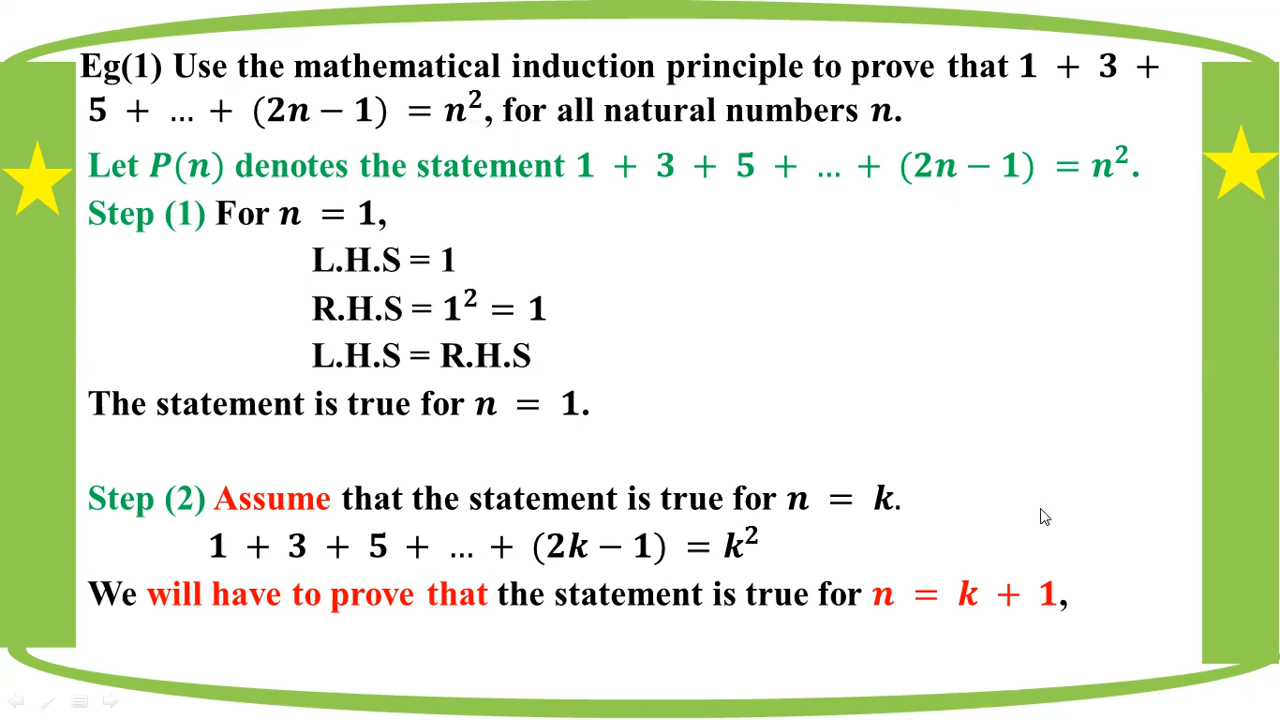 Eg(1) Use the mathematical induction principle to prove that 1 + 3 +
5 + … + (2n − 1) = n², for all natural numbers n.
Let P(n) denotes the statement 1 + 3 + 5 + … + (2n − 1) = n².
Step (1) For n = 1,
L.H.S = 1
R.H.S = 1² = 1
L.H.S = R.H.S
The statement is true for n = 1.
Step (2) Assume that the statement is true for n = k.
1 + 3 + 5 + … + (2k − 1) = k²
We will have to prove that the statement is true for n = k + 1,